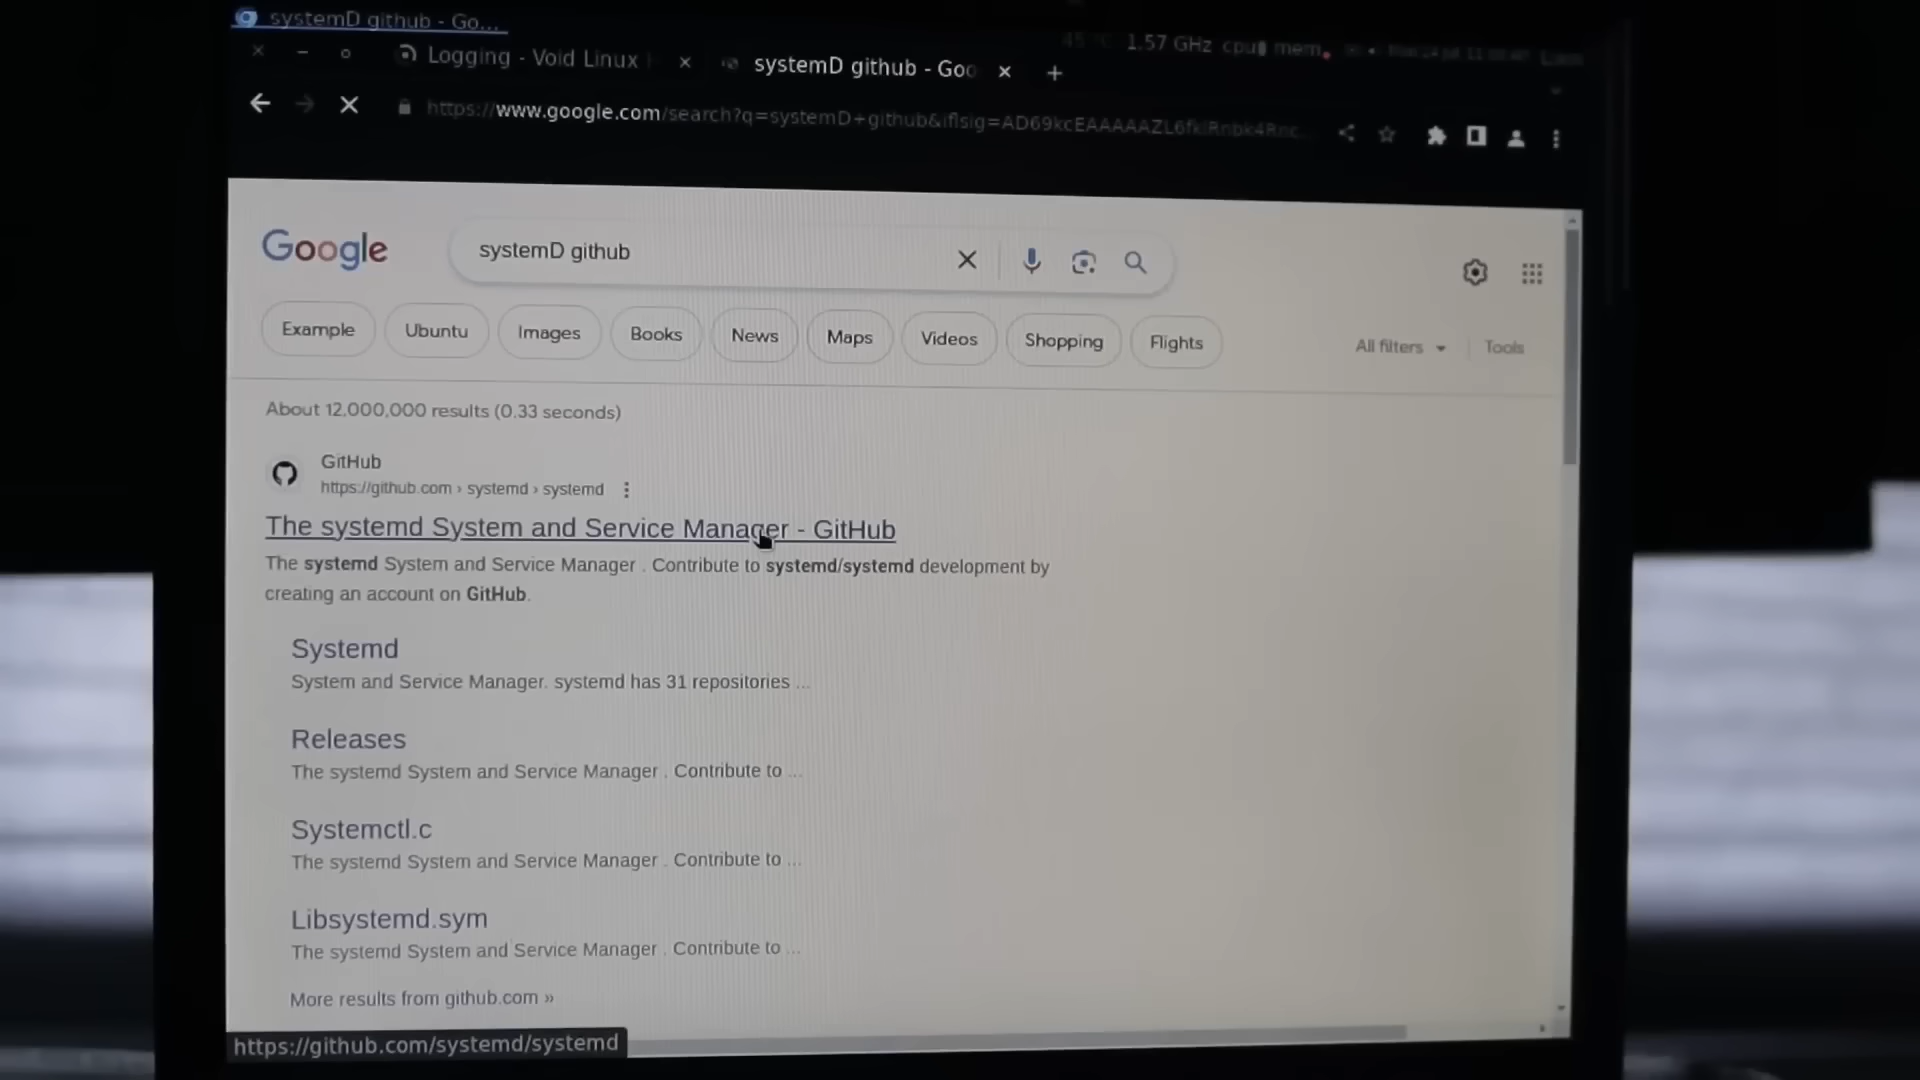 systemD github - Go...
1.57 GHz cpu mem
Logging - Void Linux
systemD github - Goo
https://www.google.com/search?q=systemD+github&iflsig=AD69kcEAAAAAZL6fk
Google
systemD github
Example
Ubuntu
Images
Books
News
Maps
Videos
Shopping
Flights
All filters
Tools
About 12,000,000 results (0.33 seconds)
GitHub
https://github.com › systemd › systemd
The systemd System and Service Manager - GitHub
The systemd System and Service Manager . Contribute to systemd/systemd development by
creating an account on GitHub.
Systemd
System and Service Manager. systemd has 31 repositories ...
Releases
The systemd System and Service Manager . Contribute to ...
Systemctl.c
The systemd System and Service Manager . Contribute to ...
Libsystemd.sym
The systemd System and Service Manager . Contribute to ...
More results from github.com »
https://github.com/systemd/systemd